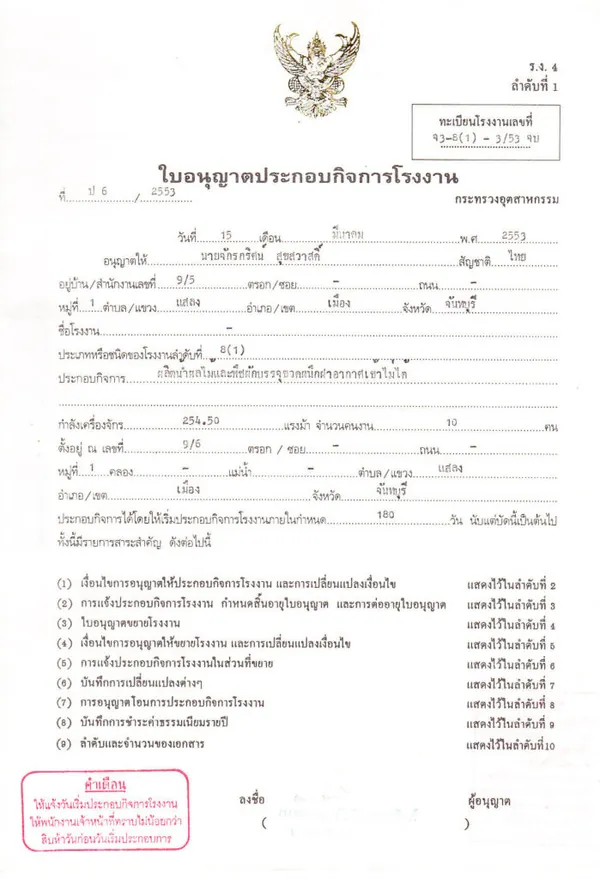 ร.ง. 4
ลำดับที่ 1
ทะเบียนโรงงานเลขที่
จ3-8(1) - 3/53 จบ
ใบอนุญาตประกอบกิจการโรงงาน
ที่ ป 6 / 2553
กระทรวงอุตสาหกรรม
วันที่ 15 เดือน มีนาคม พ.ศ. 2553
อนุญาตให้ นายจักรกริศน์ สุขสวาสดิ์ สัญชาติ ไทย
อยู่บ้าน/สำนักงานเลขที่ 9/5 ตรอก/ซอย - ถนน -
หมู่ที่ 1 ตำบล/แขวง แสลง อำเภอ/เขต เมือง จังหวัด จันทบุรี
ชื่อโรงงาน -
ประเภทหรือชนิดของโรงงานลำดับที่ 8(1)
ประกอบกิจการ ผลิตน้ำผลไม้และพืชผักบรรจุขวดผนึกฝาอากาศเข้าไม่ได้
กำลังเครื่องจักร 254.50 แรงม้า จำนวนคนงาน 10 คน
ตั้งอยู่ ณ เลขที่ 9/6 ตรอก / ซอย - ถนน -
หมู่ที่ 1 คลอง - แม่น้ำ - ตำบล/แขวง แสลง
อำเภอ/เขต เมือง จังหวัด จันทบุรี
ประกอบกิจการได้โดยให้เริ่มประกอบกิจการโรงงานภายในกำหนด 180 วัน นับแต่บัดนี้เป็นต้นไป
ทั้งนี้มีรายการสาระสำคัญ ดังต่อไปนี้
(1) เงื่อนไขการอนุญาตให้ประกอบกิจการโรงงาน และการเปลี่ยนแปลงเงื่อนไข แสดงไว้ในลำดับที่ 2
(2) การแจ้งประกอบกิจการโรงงาน กำหนดสิ้นอายุใบอนุญาต และการต่ออายุใบอนุญาต แสดงไว้ในลำดับที่ 3
(3) ใบอนุญาตขยายโรงงาน แสดงไว้ในลำดับที่ 4
(4) เงื่อนไขการอนุญาตให้ขยายโรงงาน และการเปลี่ยนแปลงเงื่อนไข แสดงไว้ในลำดับที่ 5
(5) การแจ้งประกอบกิจการโรงงานในส่วนที่ขยาย แสดงไว้ในลำดับที่ 6
(6) บันทึกการเปลี่ยนแปลงต่างๆ แสดงไว้ในลำดับที่ 7
(7) การอนุญาตโอนการประกอบกิจการโรงงาน แสดงไว้ในลำดับที่ 8
(8) บันทึกการชำระค่าธรรมเนียมรายปี แสดงไว้ในลำดับที่ 9
(9) ลำดับและจำนวนของเอกสาร แสดงไว้ในลำดับที่10
คำเตือน
ให้แจ้งวันเริ่มประกอบกิจการโรงงาน
ให้พนักงานเจ้าหน้าที่ทราบไม่น้อยกว่า
สิบห้าวันก่อนวันเริ่มประกอบการ
ลงชื่อ ผู้อนุญาต
( )